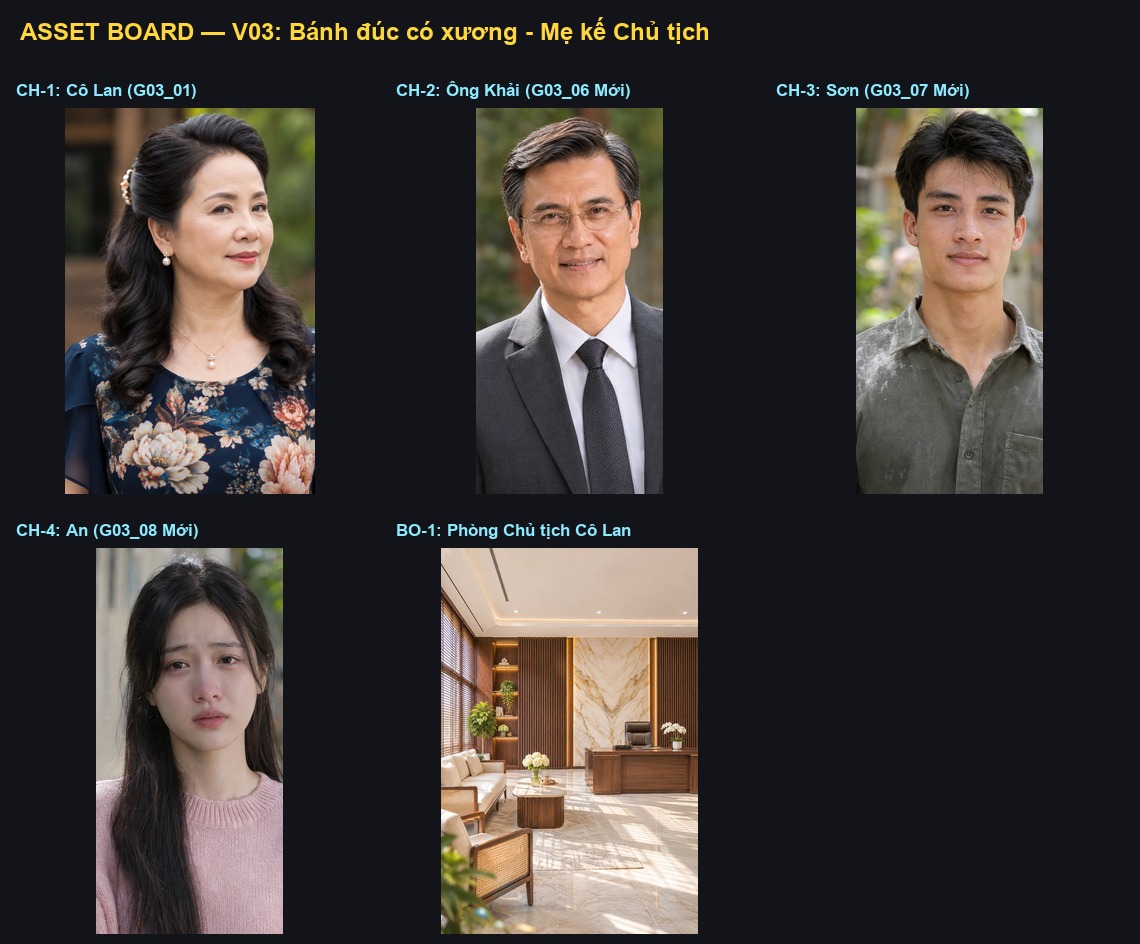 ASSET BOARD — V03: Bánh đúc có xương - Mẹ kế Chủ tịch
CH-1: Cô Lan (G03_01)
CH-2: Ông Khải (G03_06 Mới)
CH-3: Sơn (G03_07 Mới)
CH-4: An (G03_08 Mới)
BO-1: Phòng Chủ tịch Cô Lan